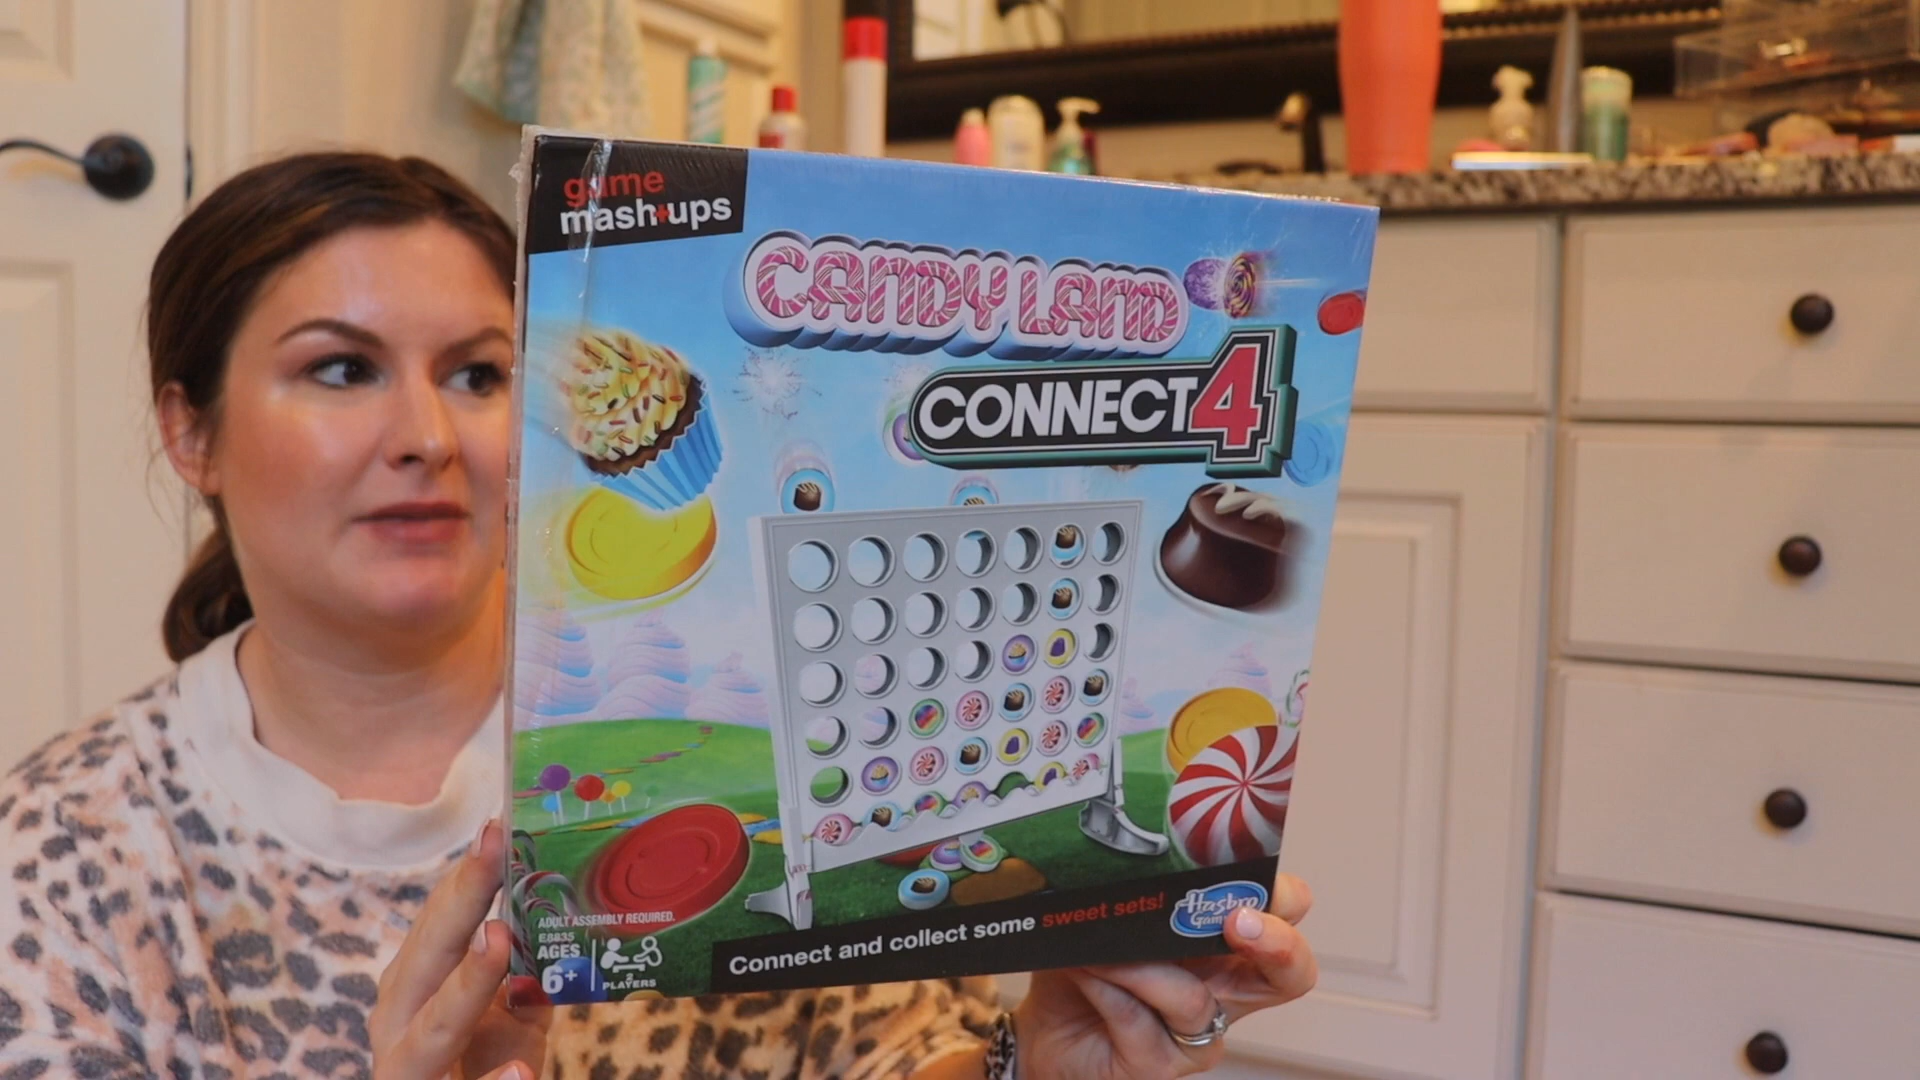 game
mash+ups
CANDY LAND
CONNECT 4
ADULT ASSEMBLY REQUIRED.
E8835
AGES
6+
2
PLAYERS
Connect and collect some sweet sets!
Hasbro
Gam